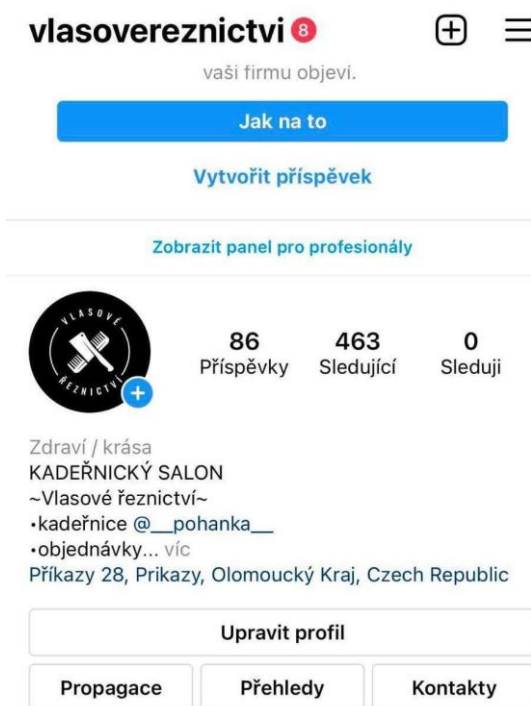 vlasovereznictvi 8
vaši firmu objeví.
Jak na to
Vytvořit příspěvek
Zobrazit panel pro profesionály
VLASOVÉ
ŘEZNICTVÍ
86 463 0
Příspěvky Sledující Sleduji
Zdraví / krása
KADEŘNICKÝ SALON
~Vlasové řeznictví~
•kadeřnice @__pohanka__
•objednávky... víc
Příkazy 28, Prikazy, Olomoucký Kraj, Czech Republic
Upravit profil
Propagace Přehledy Kontakty